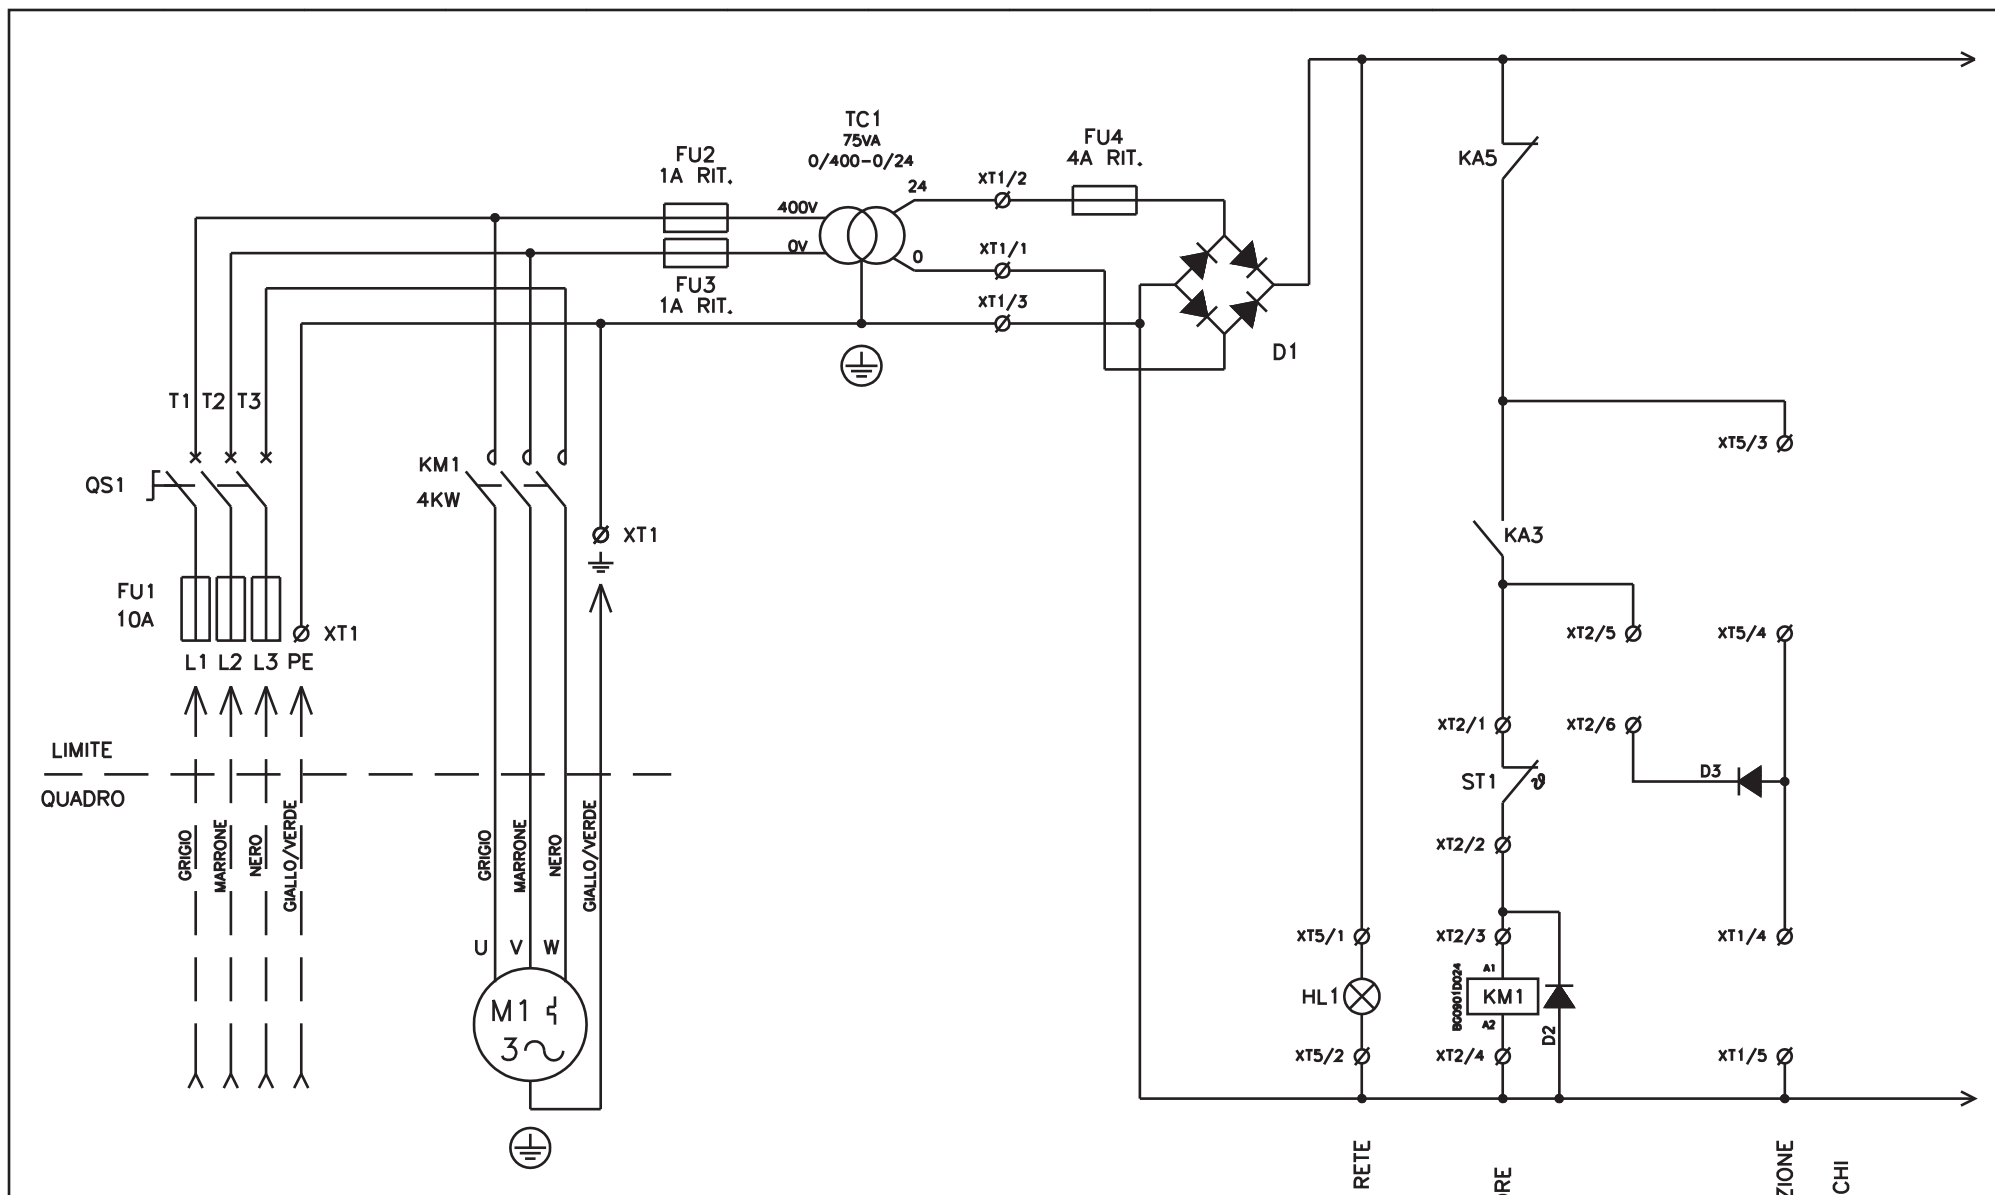 TC1
75VA
0/400-0/24
FU4
4A RIT.
FU2
1A RIT.
KA5
24
XT1/2
400V
0V
0
XT1/1
FU3
1A RIT.
XT1/3
D1
T1 T2 T3
XT5/3
KM1
4KW
QS1
XT1
KA3
FU1
10A
XT1
XT2/5
XT5/4
L1 L2 L3 PE
XT2/1
XT2/6
LIMITE
QUADRO
ST1
D3
GRIGIO
MARRONE
NERO
GIALLO/VERDE
GRIGIO
MARRONE
NERO
GIALLO/VERDE
XT2/2
U V W
XT5/1
XT2/3
XT1/4
A1
HL1
BG0901D024
KM1
A2
D2
M1
3
XT5/2
XT2/4
XT1/5
RETE
ORE
ZIONE
CHI